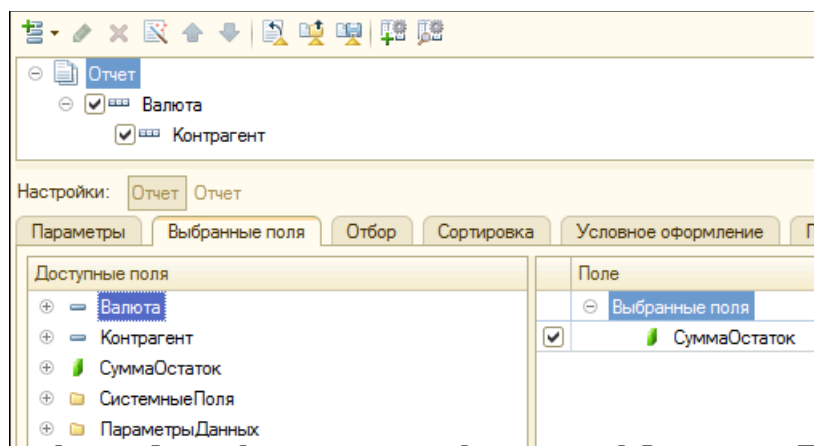 Отчет
Валюта
Контрагент
Настройки: Отчет Отчет
Параметры Выбранные поля Отбор Сортировка Условное оформление
Доступные поля Поле
Валюта Выбранные поля
Контрагент СуммаОстаток
СуммаОстаток
СистемныеПоля
ПараметрыДанных